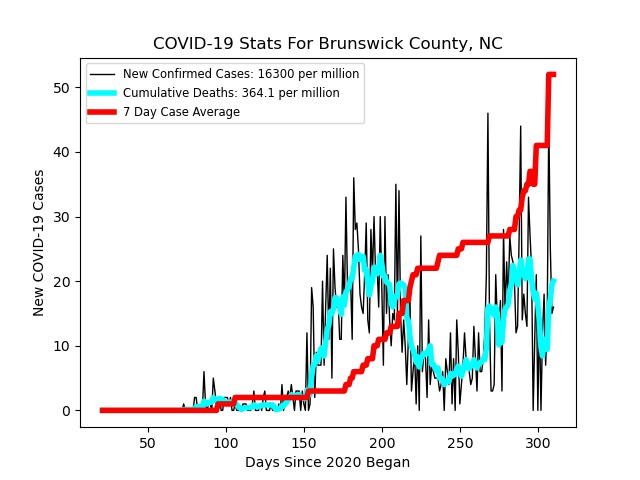 COVID-19 Stats For Brunswick County, NC
New Confirmed Cases: 16300 per million
Cumulative Deaths: 364.1 per million
7 Day Case Average
50
40
30
20
10
0
New COVID-19 Cases
50 100 150 200 250 300
Days Since 2020 Began